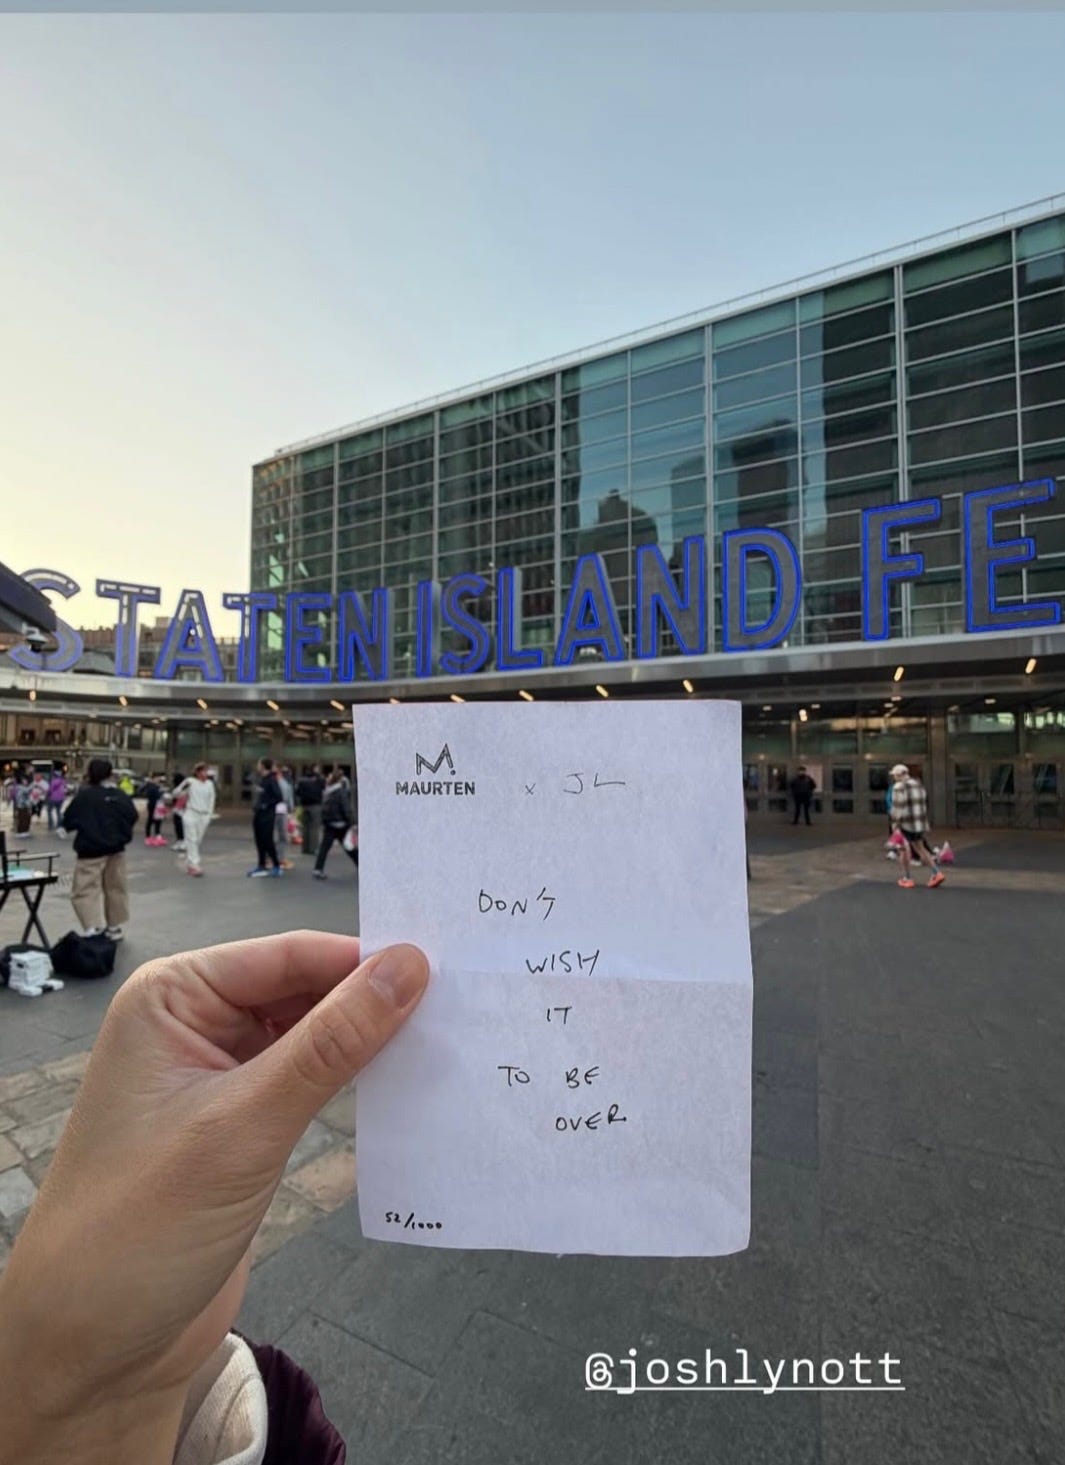 STATEN ISLAND FE
M.
MAURTEN x JL
DON'T
WISH
IT
TO BE
OVER
52/1000
@joshlynott